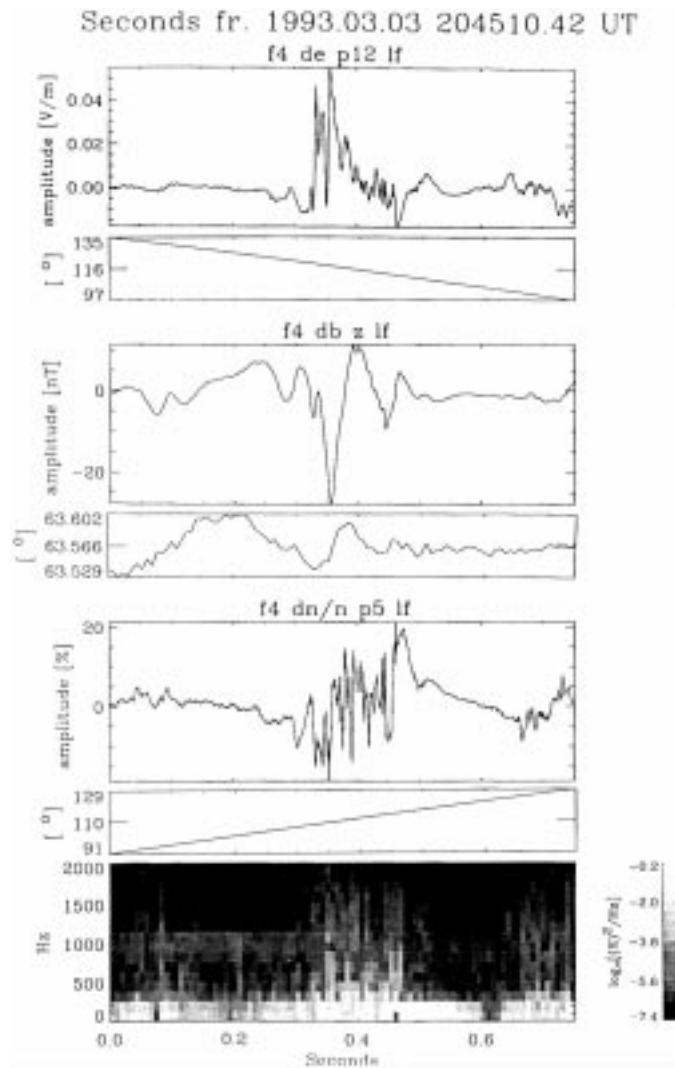 Seconds fr. 1993.03.03 204510.42 UT
f4 de p12 lf
amplitude [V/m]
0.04
0.02
0.00
[ °]
135
116
97
f4 db z lf
amplitude [nT]
0
-20
[ °]
63.602
63.566
63.529
f4 dn/n p5 lf
amplitude [%]
20
0
[ °]
129
110
91
Hz
2000
1500
1000
500
0
0.0 0.2 0.4 0.6
Seconds
-2.0
-3.8
-5.6
-7.4